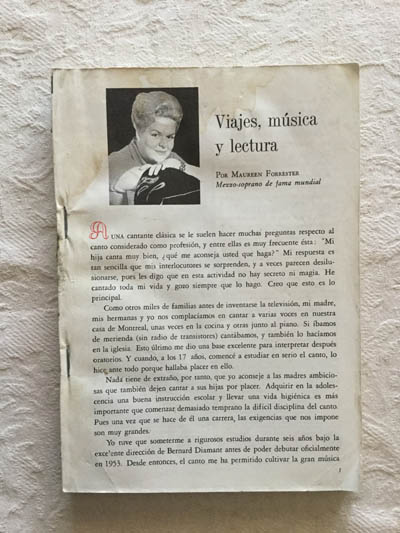 Viajes, música
y lectura
POR MAUREEN FORRESTER
Mezzo-soprano de fama mundial
A UNA cantante clásica se le suelen hacer muchas preguntas respecto al
canto considerado como profesión, y entre ellas es muy frecuente ésta: "Mi
hija canta muy bien, ¿qué me aconseja usted que haga?" Mi respuesta es
tan sencilla que mis interlocutores se sorprenden, y a veces parecen desilu-
sionarse, pues les digo que en esta actividad no hay secreto ni magia. He
cantado toda mi vida y gozo siempre que lo hago. Creo que esto es lo
principal.
Como otros miles de familias antes de inventarse la televisión, mi madre,
mis hermanas y yo nos complacíamos en cantar a varias voces en nuestra
casa de Montreal, unas veces en la cocina y otras junto al piano. Si íbamos
de merienda (sin radio de transistores) cantábamos, y también lo hacíamos
en la iglesia. Esto último me dio una base excelente para interpretar después
oratorios. Y cuando, a los 17 años, comencé a estudiar en serio el canto, lo
hice ante todo porque hallaba placer en ello.
Nada tiene de extraño, por tanto, que yo aconseje a las madres ambicio-
sas que también dejen cantar a sus hijas por placer. Adquirir en la adoles-
cencia una buena instrucción escolar y llevar una vida higiénica es más
importante que comenzar demasiado temprano la difícil disciplina del canto.
Pues una vez que se hace de él una carrera, las exigencias que nos impone
son muy grandes.
Yo tuve que someterme a rigurosos estudios durante seis años bajo la
exce'ente dirección de Bernard Diamant antes de poder debutar oficialmente
en 1953. Desde entonces, el canto me ha permitido cultivar la gran música
1